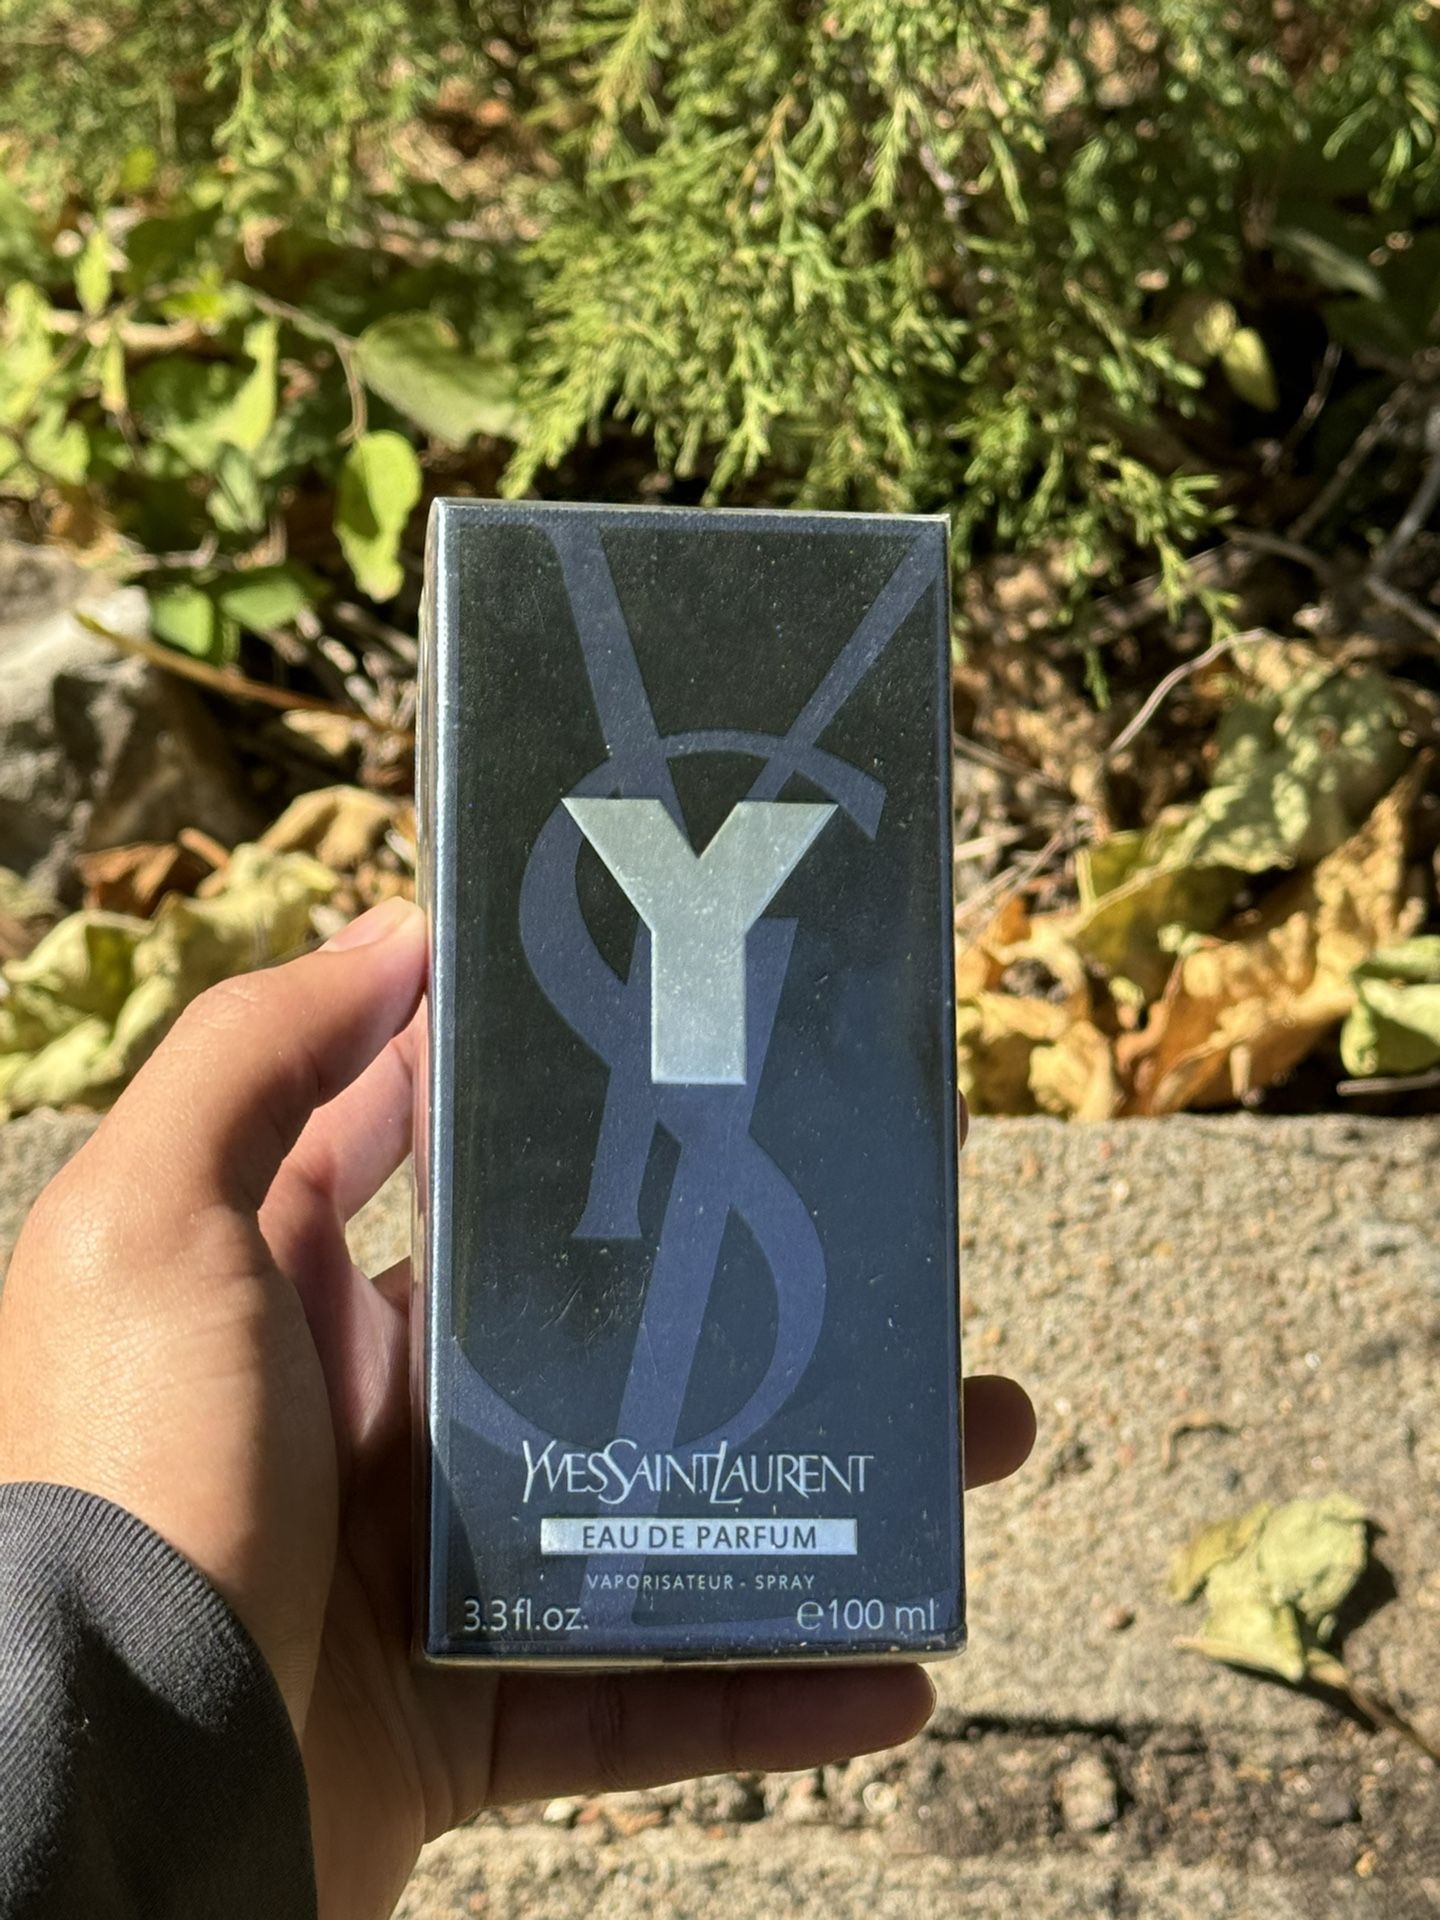 Y
YVESSAINTLAURENT
EAU DE PARFUM
VAPORISATEUR - SPRAY
3.3 fl.oz. ℮100 ml